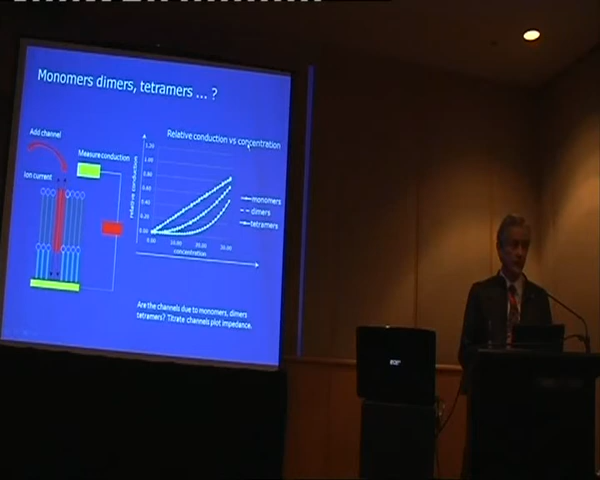 Monomers dimers, tetramers ... ?
Add channel
Measure conduction
Ion current
Relative conduction vs concentration
relative conduction
1.20
1.00
0.80
0.60
0.40
0.20
0.00
0.00 10.00 20.00 30.00
concentration
monomers
dimers
tetramers
Are the channels due to monomers, dimers
tetramers? Titrate channels plot impedance.